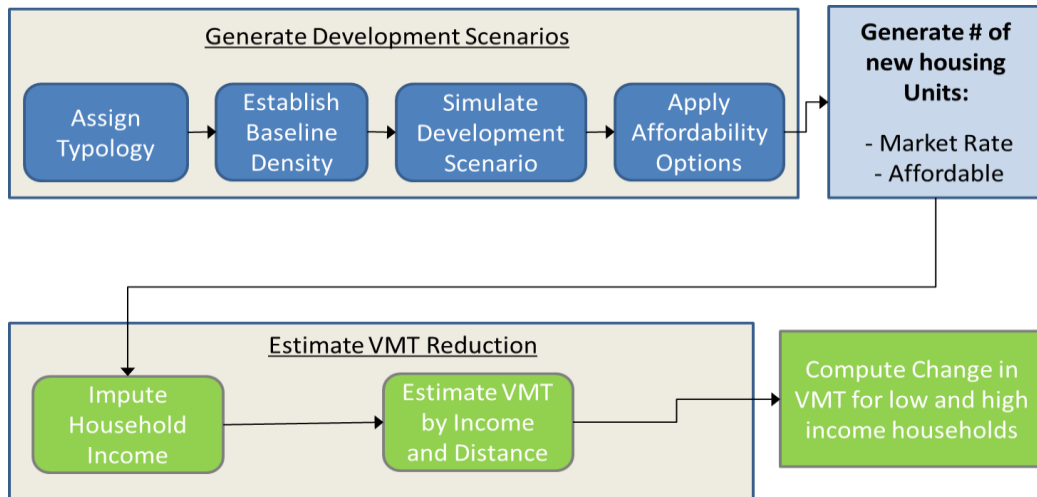 Generate Development Scenarios
Assign
Typology
Establish
Baseline
Density
Simulate
Development
Scenario
Apply
Affordability
Options
Generate # of
new housing
Units:
- Market Rate
- Affordable
Estimate VMT Reduction
Impute
Household
Income
Estimate VMT
by Income
and Distance
Compute Change in
VMT for low and high
income households